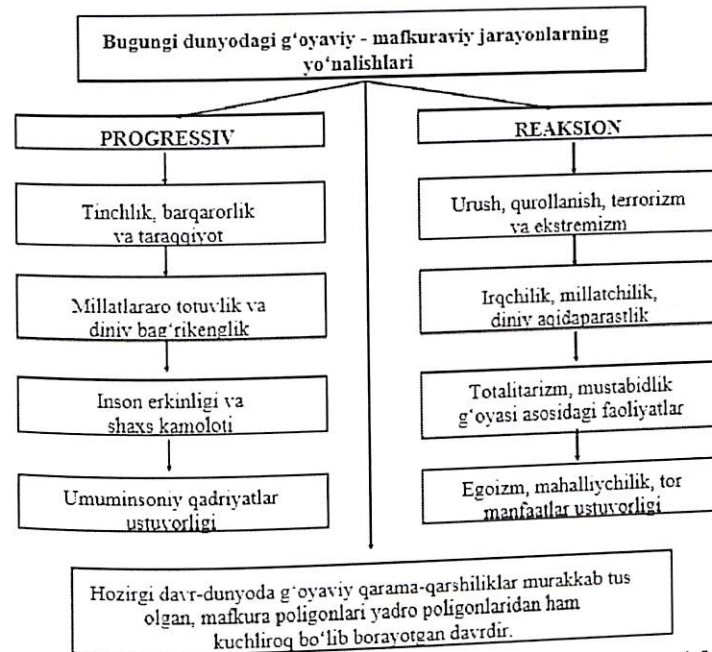 Bugungi dunyodagi g‘oyaviy - mafkuraviy jarayonlarning
yo‘nalishlari
PROGRESSIV
Tinchlik, barqarorlik
va taraqqiyot
Millatlararo totuvlik va
diniy bag‘rikenglik
Inson erkinligi va
shaxs kamoloti
Umuminsoniy qadriyatlar
ustuvorligi
REAKSION
Urush, qurollanish, terrorizm
va ekstremizm
Irqchilik, millatchilik,
diniy aqidaparastlik
Totalitarizm, mustabidlik
g‘oyasi asosidagi faoliyatlar
Egoizm, mahalliychilik, tor
manfaatlar ustuvorligi
Hozirgi davr-dunyoda g‘oyaviy qarama-qarshiliklar murakkab tus
olgan, mafkura poligonlari yadro poligonlaridan ham
kuchliroq bo‘lib borayotgan davrdir.